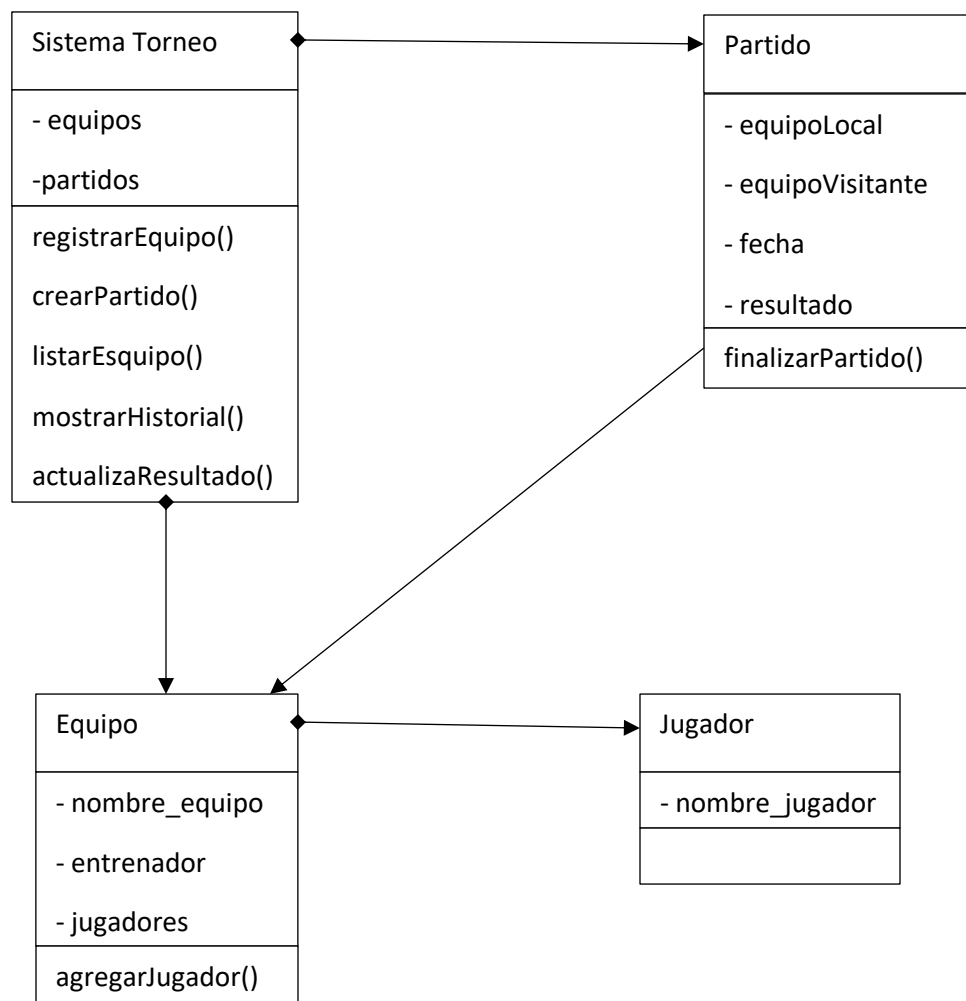 Sistema Torneo
- equipos
-partidos
registrarEquipo()
crearPartido()
listarEsquipo()
mostrarHistorial()
actualizaResultado()
Partido
- equipoLocal
- equipoVisitante
- fecha
- resultado
finalizarPartido()
Equipo
- nombre_equipo
- entrenador
- jugadores
agregarJugador()
Jugador
- nombre_jugador